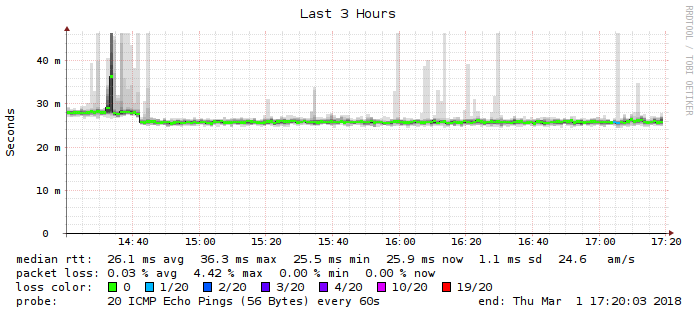 Last 3 Hours
RRDTOOL / TOBI OETIKER
Seconds
40 m
30 m
20 m
10 m
0
14:40 15:00 15:20 15:40 16:00 16:20 16:40 17:00 17:20
median rtt: 26.1 ms avg 36.3 ms max 25.5 ms min 25.9 ms now 1.1 ms sd 24.6 am/s
packet loss: 0.03 % avg 4.42 % max 0.00 % min 0.00 % now
loss color: 0 1/20 2/20 3/20 4/20 10/20 19/20
probe: 20 ICMP Echo Pings (56 Bytes) every 60s end: Thu Mar 1 17:20:03 2018